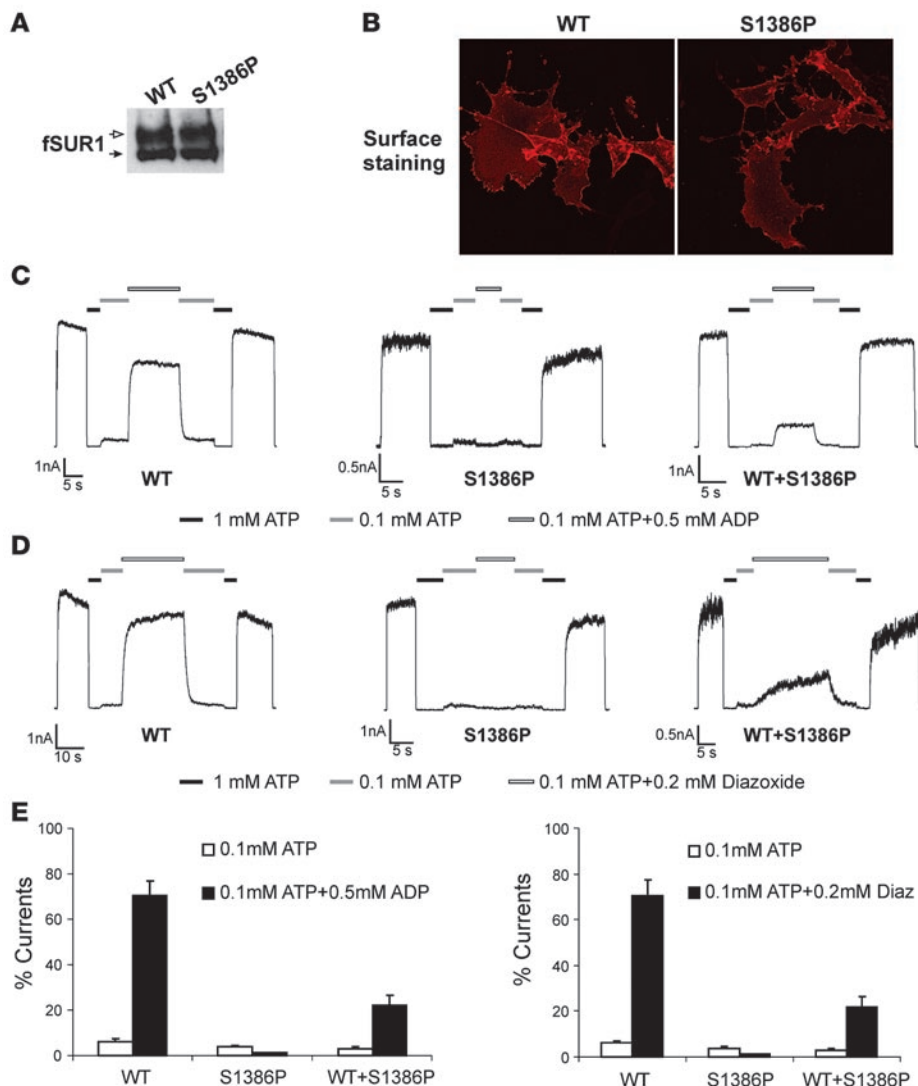 A
WT S1386P
fSUR1
B
WT S1386P
Surface
staining
C
1nA
5 s
WT
0.5nA
5 s
S1386P
1nA
5 s
WT+S1386P
1 mM ATP 0.1 mM ATP 0.1 mM ATP+0.5 mM ADP
D
1nA
10 s
WT
1nA
5 s
S1386P
0.5nA
5 s
WT+S1386P
1 mM ATP 0.1 mM ATP 0.1 mM ATP+0.2 mM Diazoxide
E
% Currents
100
80
60
40
20
0
0.1mM ATP
0.1mM ATP+0.5mM ADP
WT S1386P WT+S1386P
% Currents
100
80
60
40
20
0
0.1mM ATP
0.1mM ATP+0.2mM Diaz
WT S1386P WT+S1386P